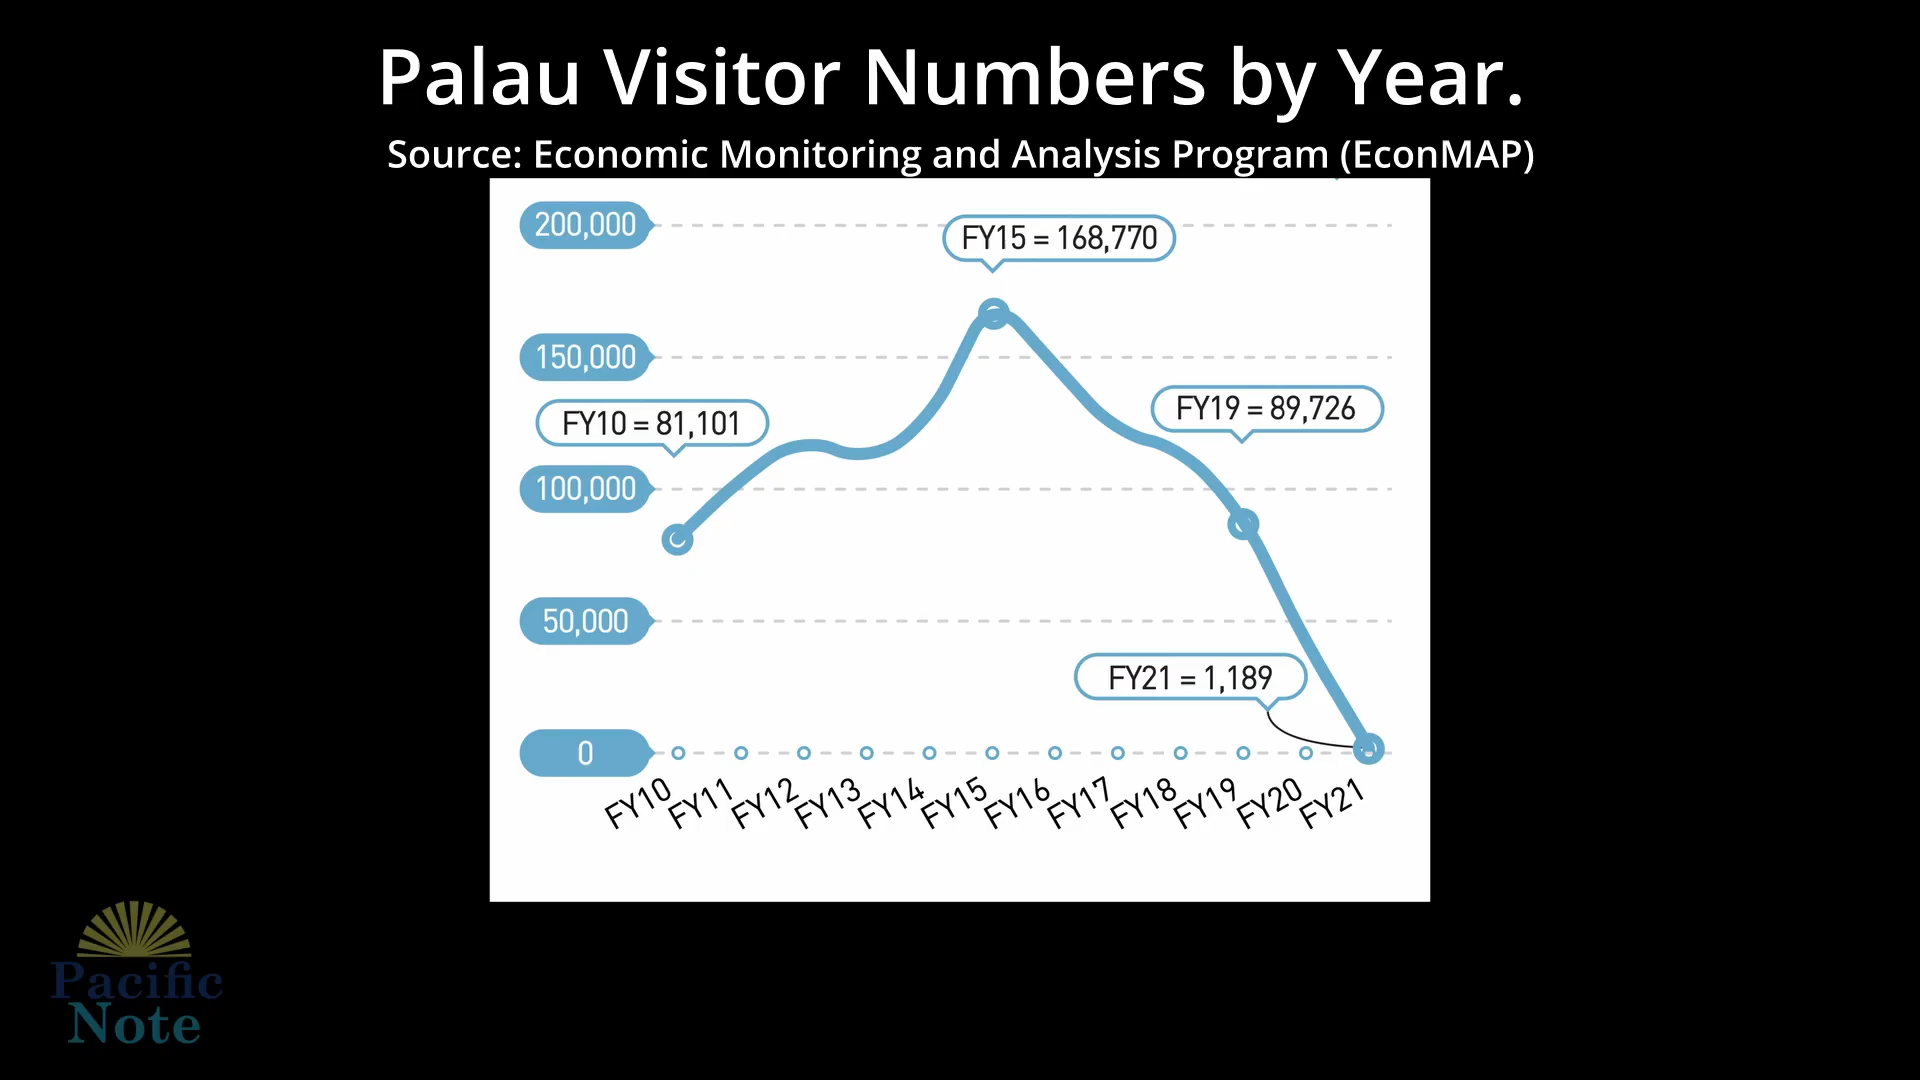 Palau Visitor Numbers by Year.
Source: Economic Monitoring and Analysis Program (EconMAP)
200,000
FY15 = 168,770
150,000
FY19 = 89,726
FY10 = 81,101
100,000
50,000
FY21 = 1,189
0
FY10 FY11 FY12 FY13 FY14 FY15 FY16 FY17 FY18 FY19 FY20 FY21
Pacific
Note